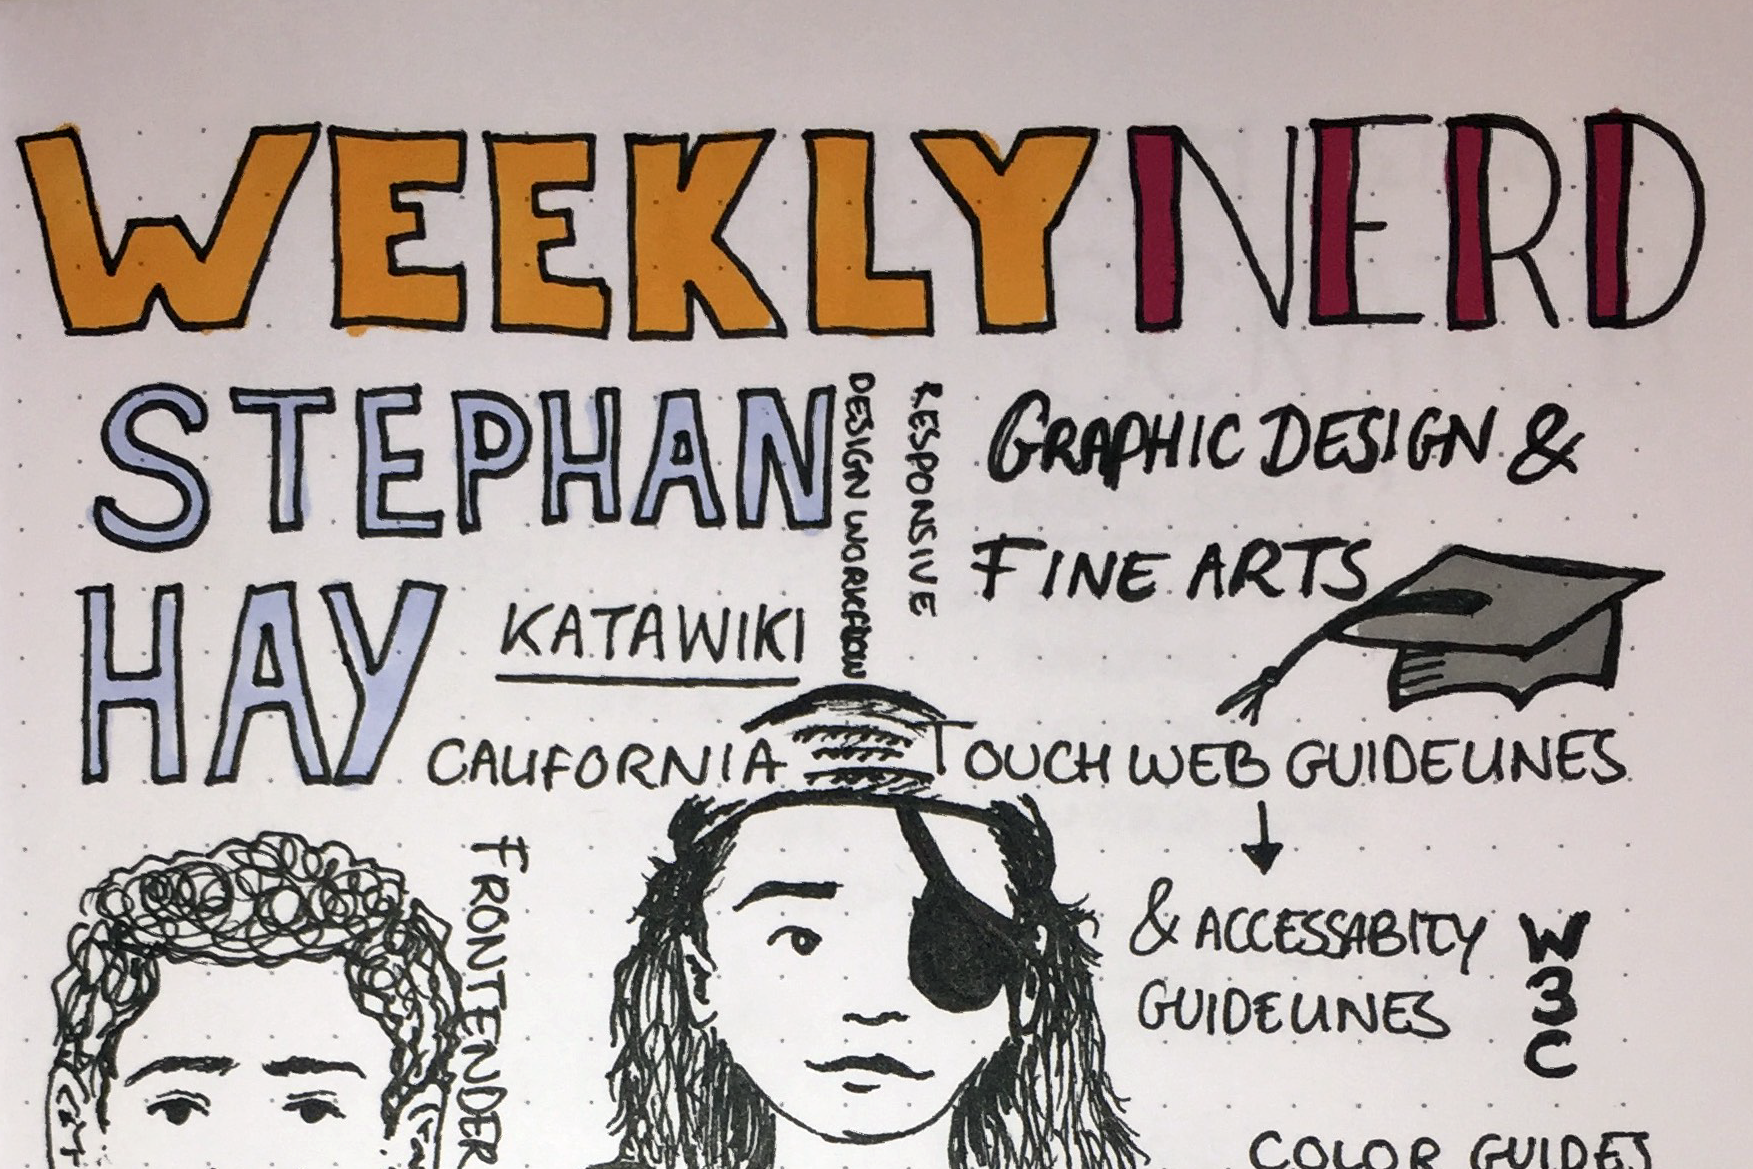 WEEKLY NERD
STEPHAN
HAY
DESIGN WORKFLOW
RESPONSIVE
GRAPHIC DESIGN &
FINE ARTS
KATAWIKI
CALIFORNIA
TOUCH WEB GUIDELINES
FRONTENDER
& ACCESSABITY
GUIDELINES
W3C
COLOR GUIDES